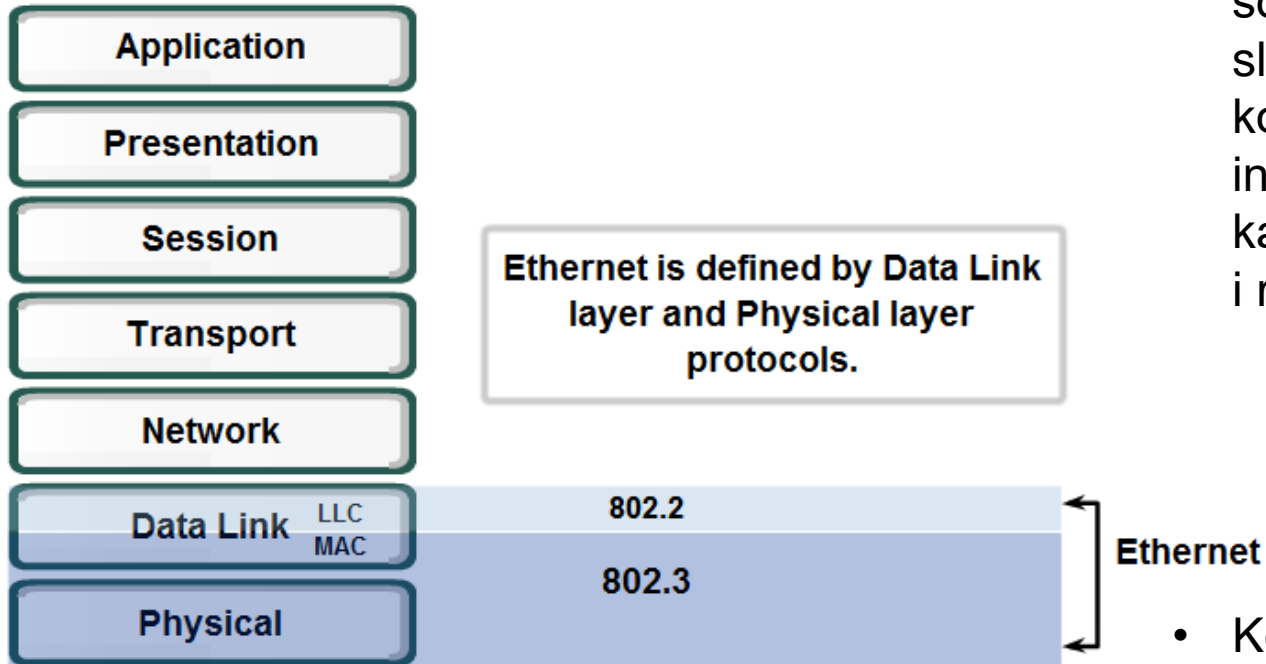 Application
Presentation
Session
Transport
Network
Data Link LLC
MAC
Physical
Ethernet is defined by Data Link
layer and Physical layer
protocols.
802.2
802.3
Ethernet
i
•